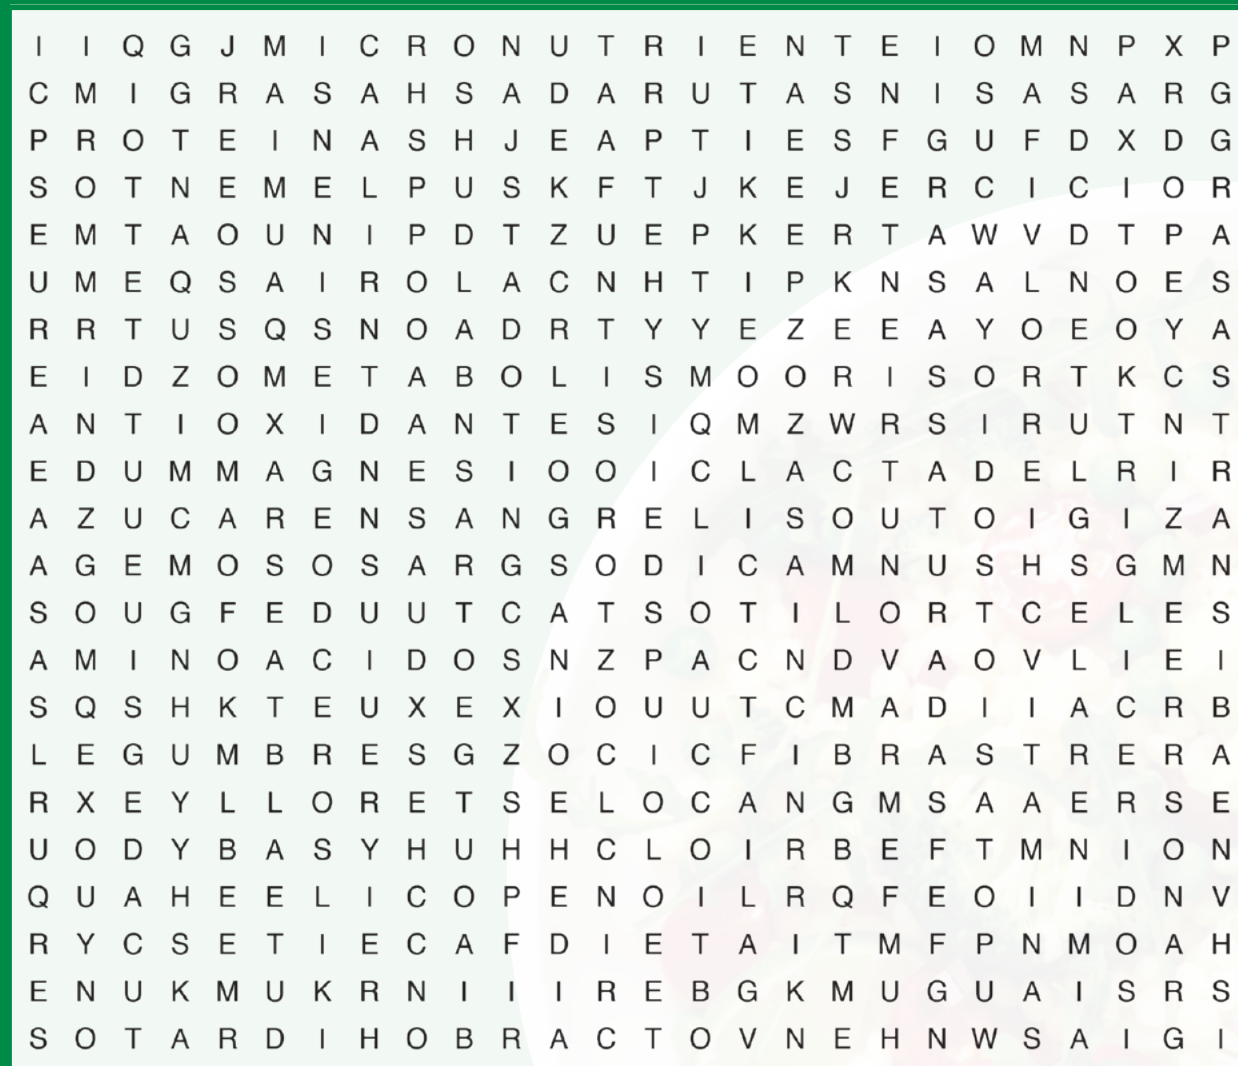 I I Q G J M I C R O N U T R I E N T E I O M N P X P
C M I G R A S A H S A D A R U T A S N I S A S A R G
P R O T E I N A S H J E A P T I E S F G U F D X D G
S O T N E M E L P U S K F T J K E J E R C I C I O R
E M T A O U N I P D T Z U E P K E R T A W V D T P A
U M E Q S A I R O L A C N H T I P K N S A L N O E S
R R T U S Q S N O A D R T Y Y E Z E E A Y O E O Y A
E I D Z O M E T A B O L I S M O O R I S O R T K C S
A N T I O X I D A N T E S I Q M Z W R S I R U T N T
E D U M M A G N E S I O O I C L A C T A D E L R I R
A Z U C A R E N S A N G R E L I S O U T O I G I Z A
A G E M O S O S A R G S O D I C A M N U S H S G M N
S O U G F E D U U T C A T S O T I L O R T C E L E S
A M I N O A C I D O S N Z P A C N D V A O V L I E I
S Q S H K T E U X E X I O U U T C M A D I I A C R B
L E G U M B R E S G Z O C I C F I B R A S T R E R A
R X E Y L L O R E T S E L O C A N G M S A A E R S E
U O D Y B A S Y H U H H C L O I R B E F T M N I O N
Q U A H E E L I C O P E N O I L R Q F E O I I D N V
R Y C S E T I E C A F D I E T A I T M F P N M O A H
E N U K M U K R N I I I R E B G K M U G U A I S R S
S O T A R D I H O B R A C T O V N E H N W S A I G I